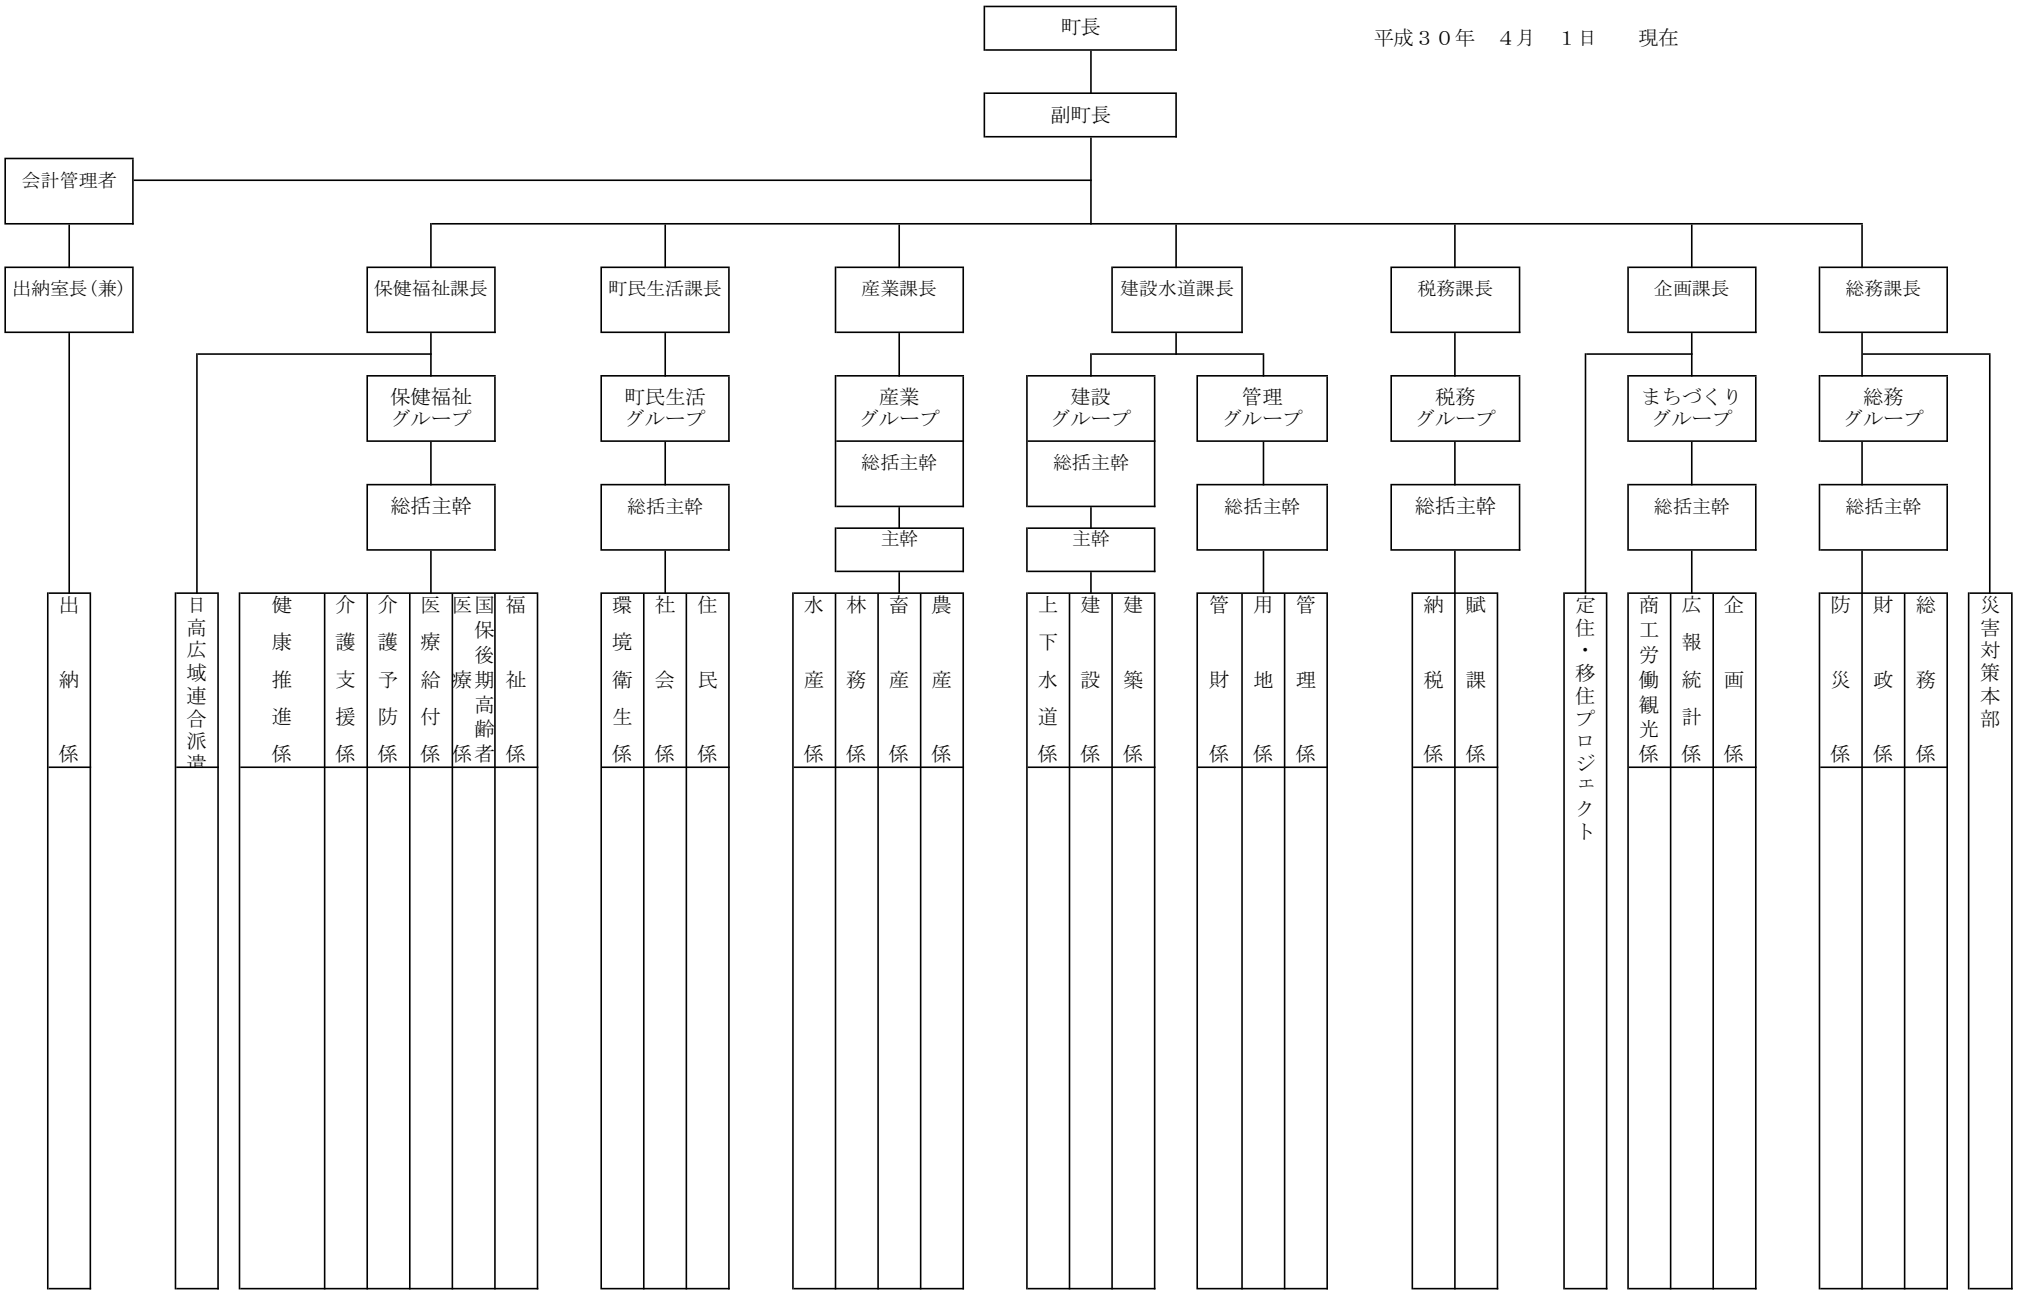 町長
平成３０年　４月　１日　　現在
副町長
会計管理者
出納室長（兼）
保健福祉課長
町民生活課長
産業課長
建設水道課長
税務課長
企画課長
総務課長
保健福祉
グループ
町民生活
グループ
産業
グループ
建設
グループ
管理
グループ
税務
グループ
まちづくり
グループ
総務
グループ
総括主幹
総括主幹
総括主幹
総括主幹
総括主幹
総括主幹
総括主幹
総括主幹
主幹
主幹
出納係
日高広域連合派遣
健康推進係
介護支援係
介護予防係
医療給付係
国保後期高齢者
医療係
福祉係
環境衛生係
社会係
住民係
水産係
林務係
畜産係
農産係
上下水道係
建設係
建築係
管財係
用地係
管理係
納税係
賦課係
定住・移住プロジェクト
商工労働観光係
広報統計係
企画係
防災係
財政係
総務係
災害対策本部